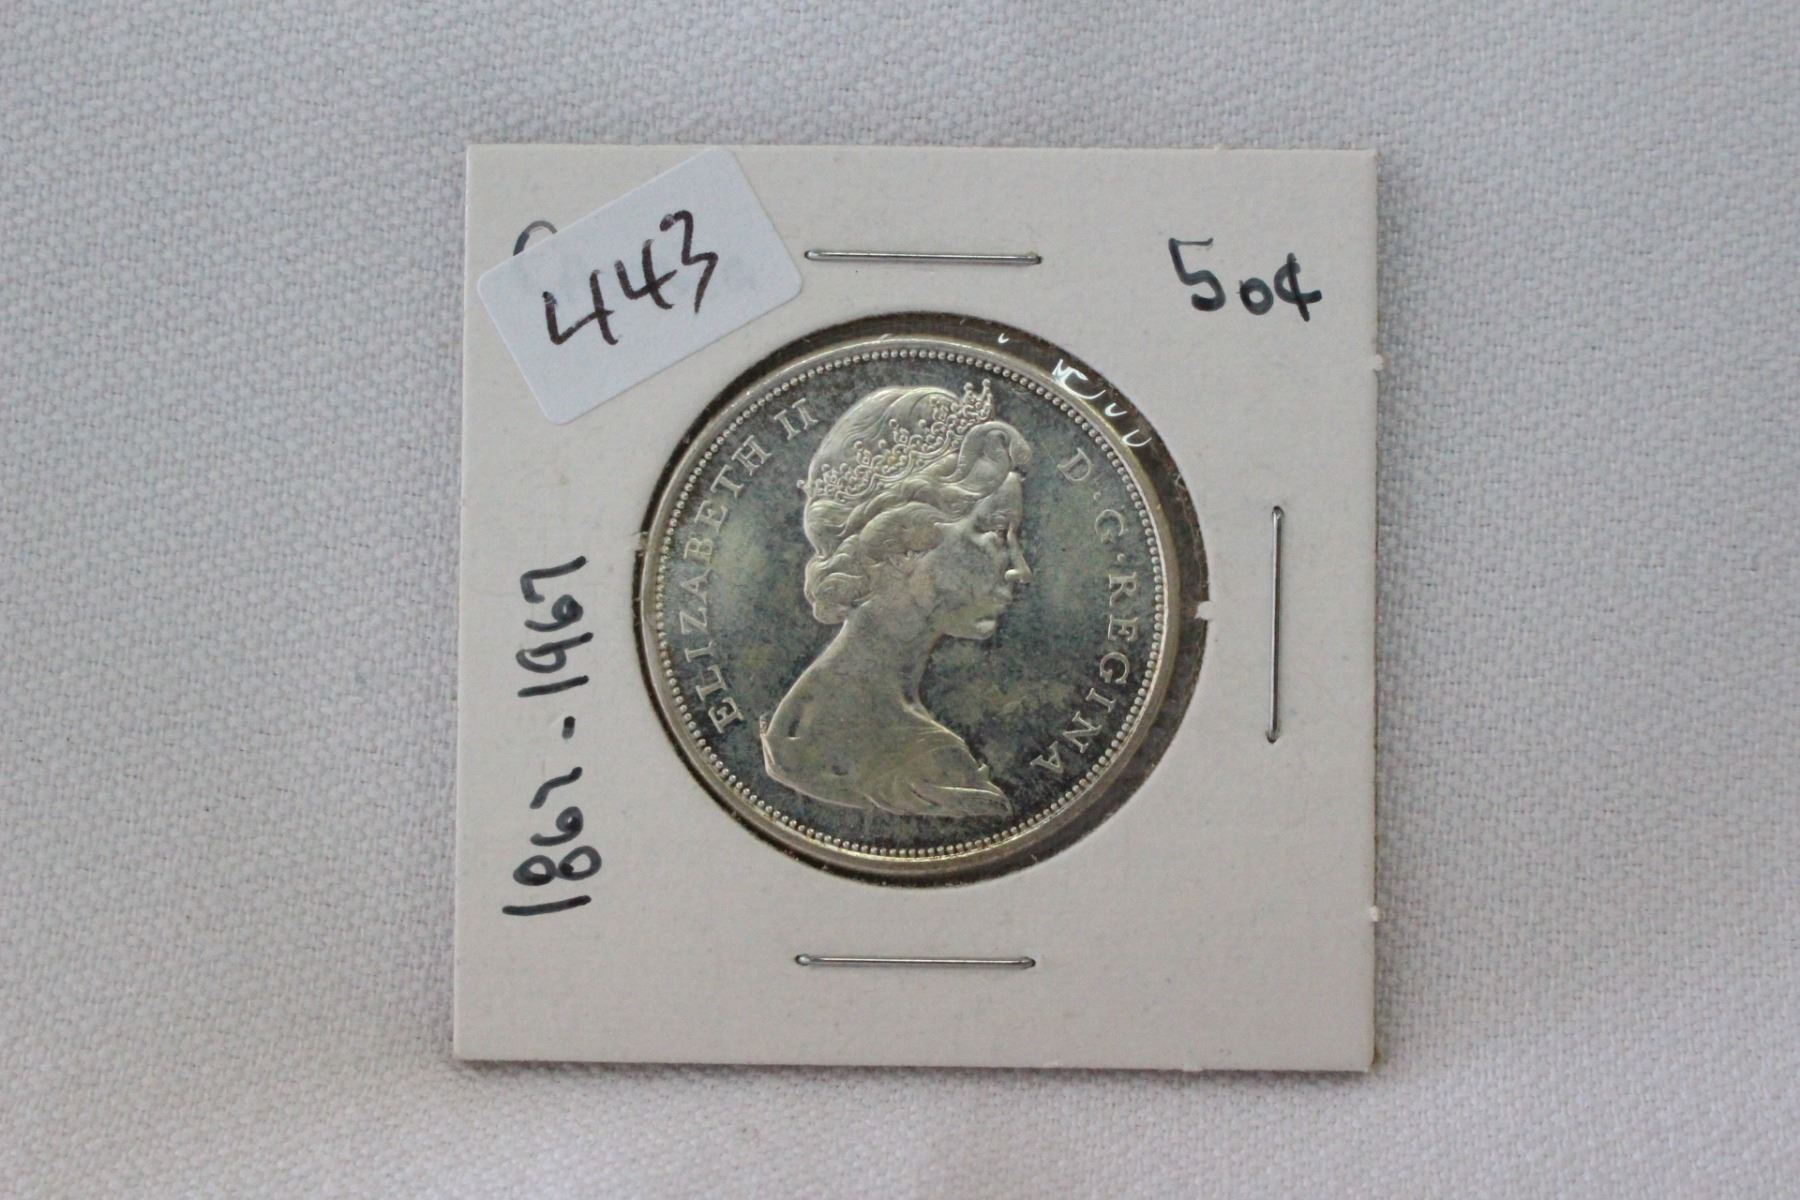 443
50¢
ELIZABETH II D·G·REGINA
1867-1967